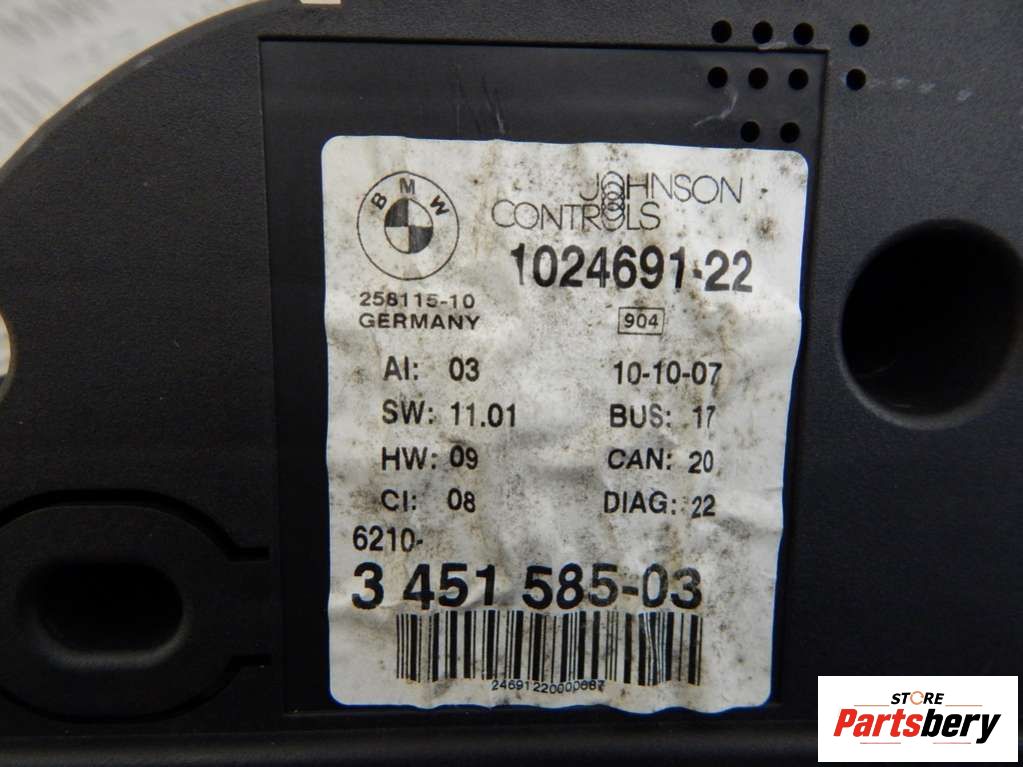 BMW
JOHNSON
CONTROLS
1024691-22
258115-10
GERMANY
904
AI: 03
10-10-07
SW: 11.01
BUS: 17
HW: 09
CAN: 20
CI: 08
DIAG: 22
6210-
3 451 585-03
24691220000687
STORE
Partsbery